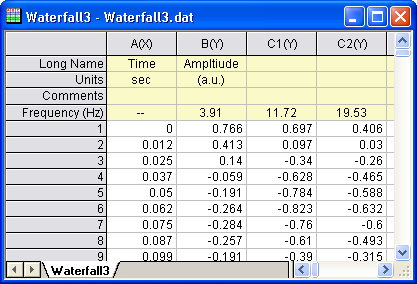 Waterfall3 - Waterfall3.dat
A(X) B(Y) C1(Y) C2(Y)
Long Name Time Ampltiude
Units sec (a.u.)
Comments
Frequency (Hz) -- 3.91 11.72 19.53
1 0 0.766 0.697 0.406
2 0.012 0.413 0.097 0.03
3 0.025 0.14 -0.34 -0.26
4 0.037 -0.059 -0.628 -0.465
5 0.05 -0.191 -0.784 -0.588
6 0.062 -0.264 -0.823 -0.632
7 0.075 -0.284 -0.76 -0.6
8 0.087 -0.257 -0.61 -0.493
9 0.099 -0.191 -0.39 -0.315
Waterfall3